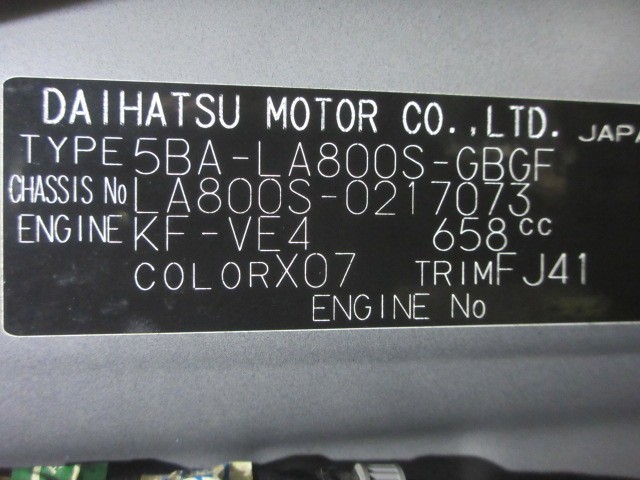 DAIHATSU MOTOR CO.,LTD. JAPA
TYPE 5BA-LA800S-GBGF
CHASSIS No LA800S-0217073
ENGINE KF-VE4 658cc
COLOR X07 TRIM FJ41
ENGINE No